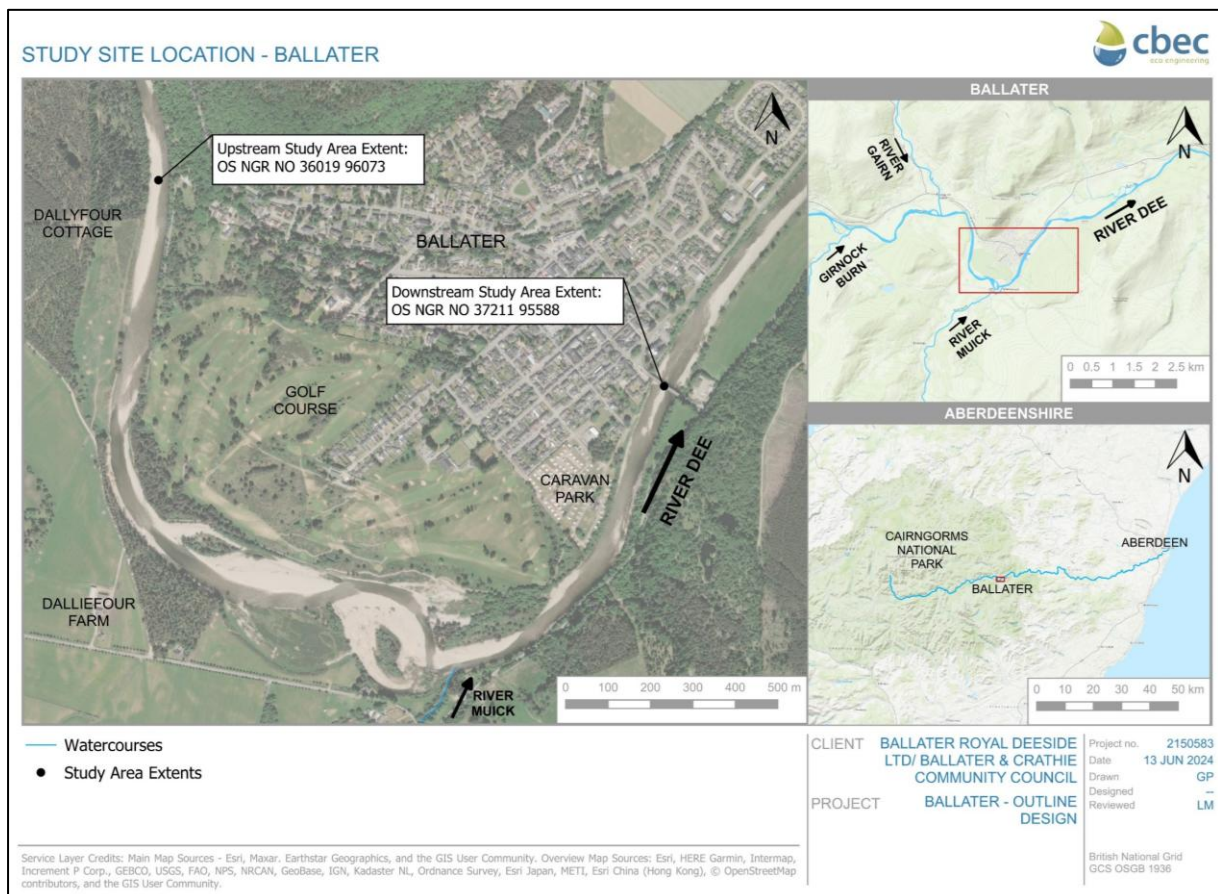 STUDY SITE LOCATION - BALLATER
cbec
eco engineering
Upstream Study Area Extent:
OS NGR NO 36019 96073
DALLYFOUR
COTTAGE
BALLATER
Downstream Study Area Extent:
OS NGR NO 37211 95588
GOLF
COURSE
CARAVAN
PARK
RIVER DEE
DALLIEFOUR
FARM
RIVER
MUICK
N
0 100 200 300 400 500 m
BALLATER
N
RIVER
GAIRN
RIVER DEE
GIRNOCK
BURN
RIVER
MUICK
0 0.5 1 1.5 2 2.5 km
ABERDEENSHIRE
N
CAIRNGORMS
NATIONAL
PARK
ABERDEEN
BALLATER
0 10 20 30 40 50 km
Watercourses
Study Area Extents
CLIENT BALLATER ROYAL DEESIDE
LTD/ BALLATER & CRATHIE
COMMUNITY COUNCIL
PROJECT BALLATER - OUTLINE
DESIGN
Project no. 2150583
Date 13 JUN 2024
Drawn GP
Designed --
Reviewed LM
British National Grid
GCS OSGB 1936
Service Layer Credits: Main Map Sources - Esri, Maxar. Earthstar Geographics, and the GIS User Community. Overview Map Sources: Esri, HERE Garmin, Intermap,
Increment P Corp., GEBCO, USGS, FAO, NPS, NRCAN, GeoBase, IGN, Kadaster NL, Ordnance Survey, Esri Japan, METI, Esri China (Hong Kong), © OpenStreetMap
contributors, and the GIS User Community.